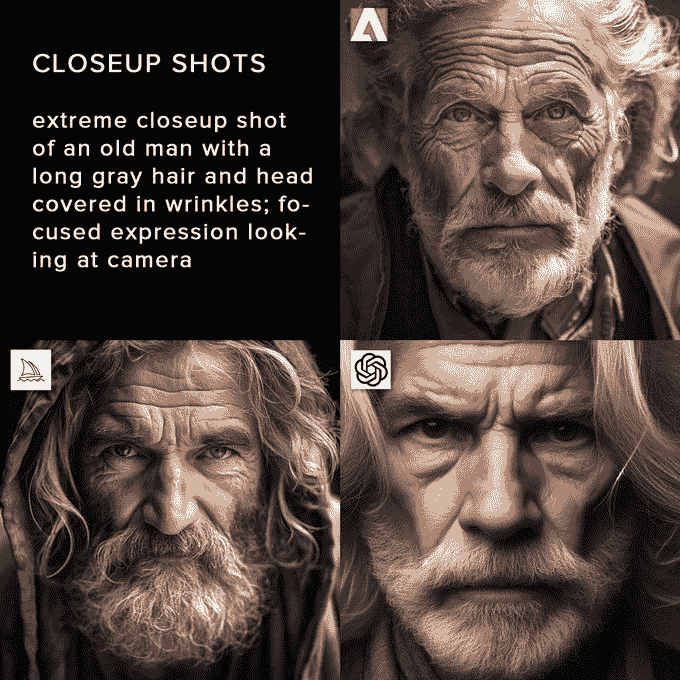 CLOSEUP SHOTS
extreme closeup shot
of an old man with a
long gray hair and head
covered in wrinkles; fo-
cused expression look-
ing at camera